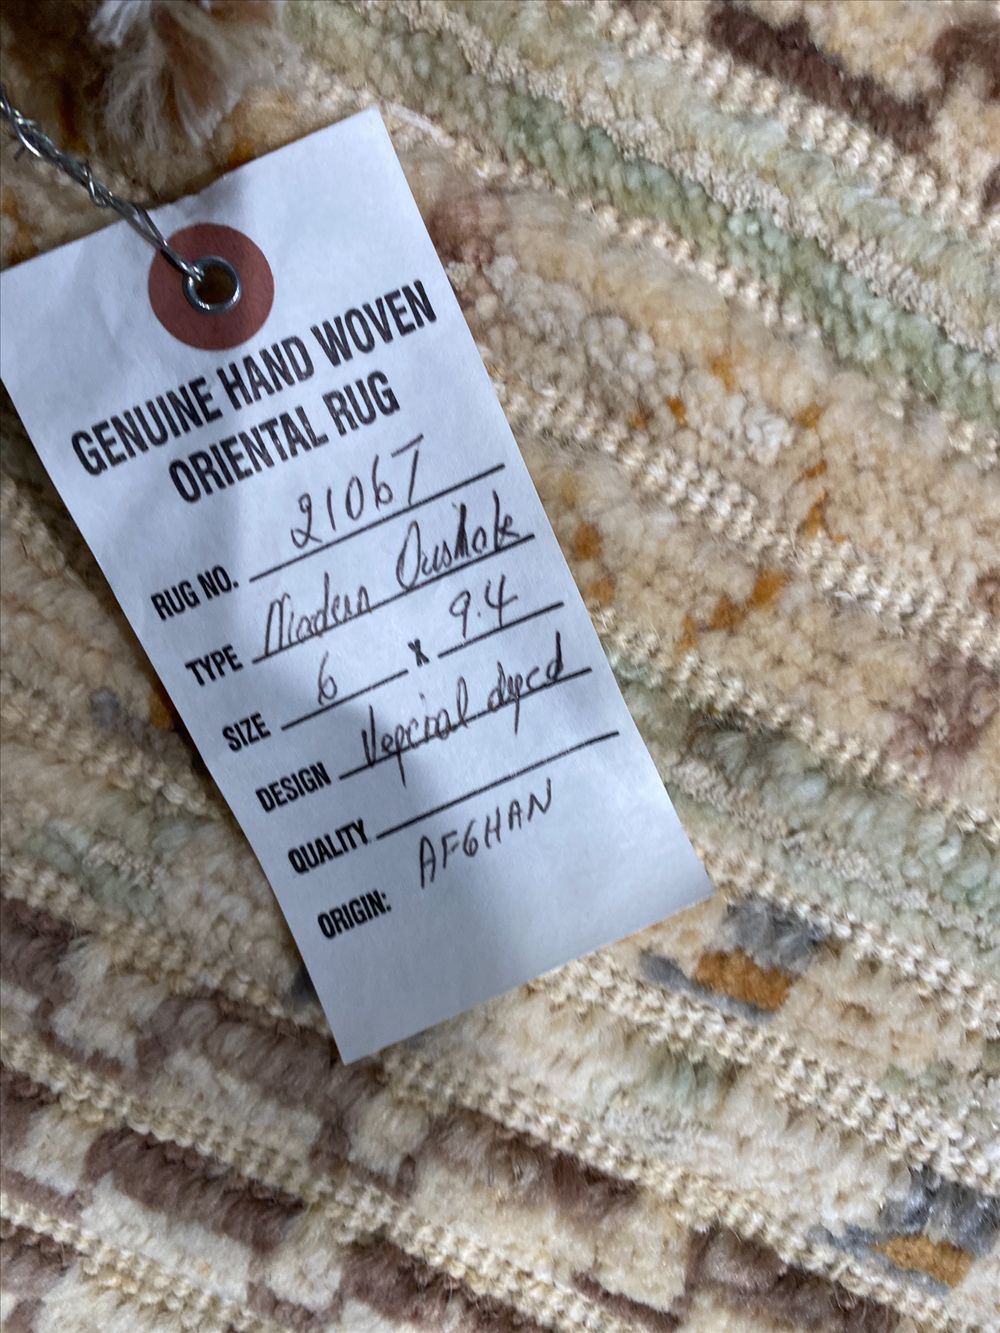 GENUINE HAND WOVEN
ORIENTAL RUG
RUG NO. 21067
TYPE Modern Oushak
SIZE 6 x 9.4
DESIGN dyed
QUALITY
ORIGIN: AFGHAN